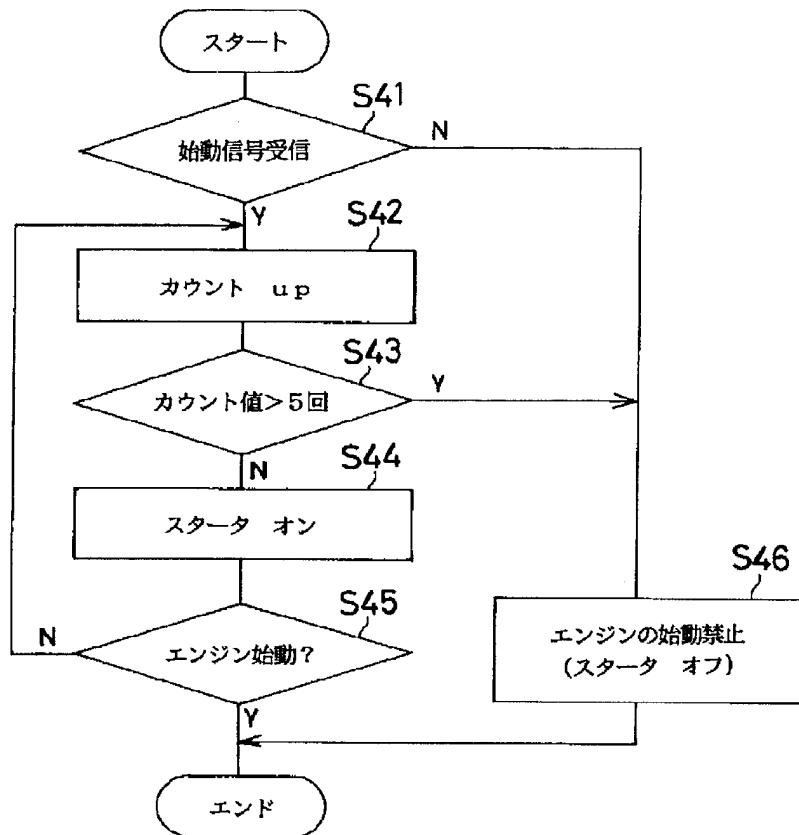 スタート
S41
始動信号受信
N
Y
S42
カウント up
S43
カウント値>5回
Y
N
S44
スタータ オン
S45
エンジン始動?
N
Y
S46
エンジンの始動禁止
(スタータ オフ)
エンド